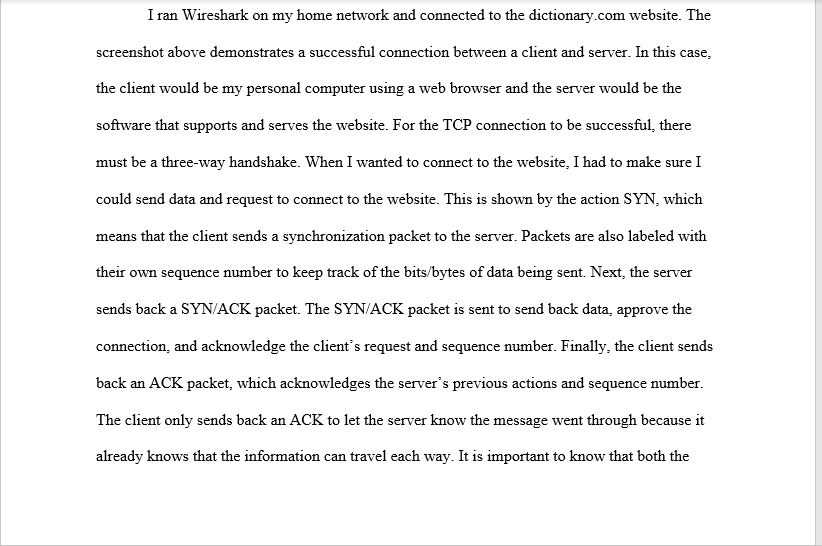 I ran Wireshark on my home network and connected to the dictionary.com website. The
screenshot above demonstrates a successful connection between a client and server. In this case,
the client would be my personal computer using a web browser and the server would be the
software that supports and serves the website. For the TCP connection to be successful, there
must be a three-way handshake. When I wanted to connect to the website, I had to make sure I
could send data and request to connect to the website. This is shown by the action SYN, which
means that the client sends a synchronization packet to the server. Packets are also labeled with
their own sequence number to keep track of the bits/bytes of data being sent. Next, the server
sends back a SYN/ACK packet. The SYN/ACK packet is sent to send back data, approve the
connection, and acknowledge the client’s request and sequence number. Finally, the client sends
back an ACK packet, which acknowledges the server’s previous actions and sequence number.
The client only sends back an ACK to let the server know the message went through because it
already knows that the information can travel each way. It is important to know that both the